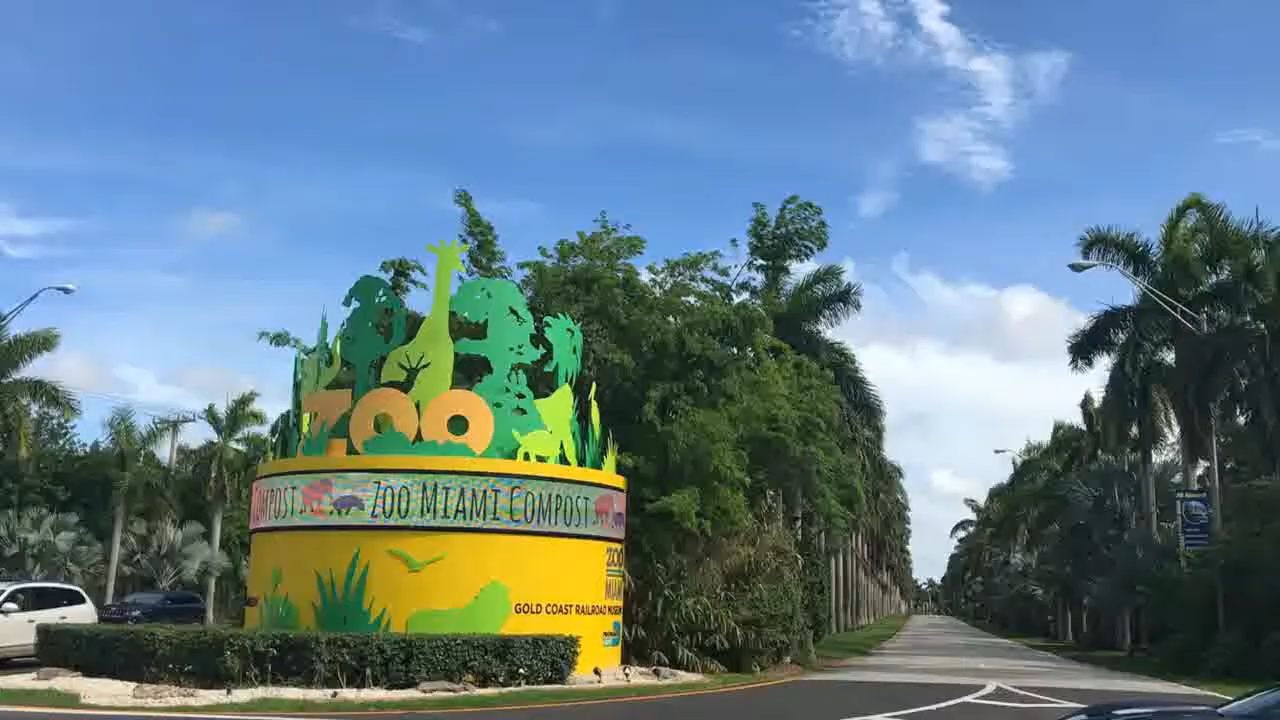 ZOO
COMPOST ZOO MIAMI COMPOST
ZOO
MIAMI
GOLD COAST RAILROAD MUSEUM